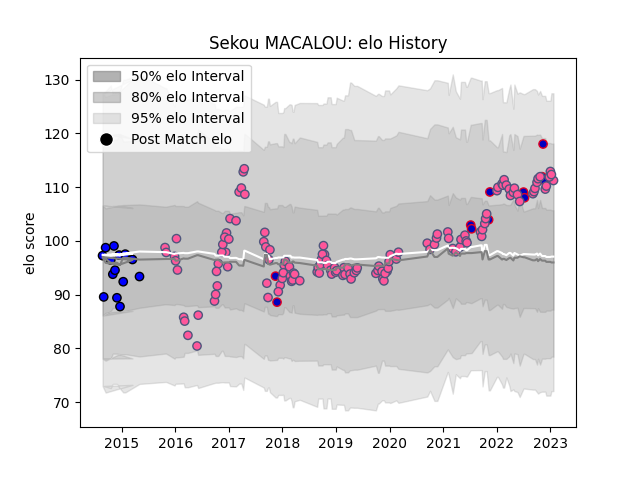 Sekou MACALOU: elo History
50% elo Interval
80% elo Interval
95% elo Interval
Post Match elo
elo score
130
120
110
100
90
80
70
2015 2016 2017 2018 2019 2020 2021 2022 2023